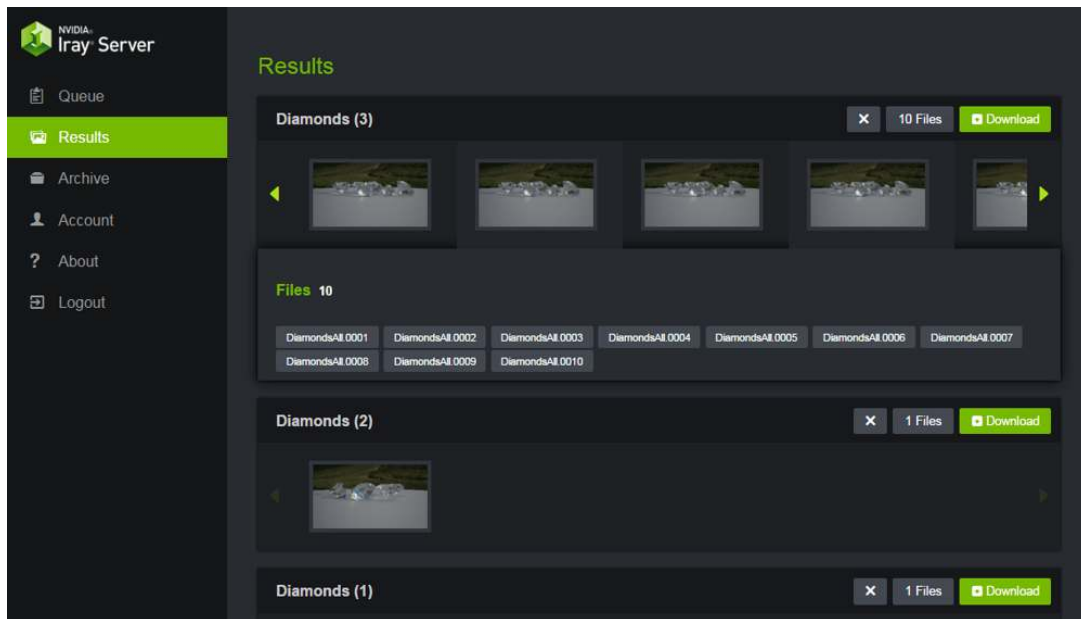 NVIDIA®
Iray® Server
Queue
Results
Archive
Account
? About
Logout
Results
Diamonds (3)
10 Files
Download
Files 10
DiamondsAll.0001 DiamondsAll.0002 DiamondsAll.0003 DiamondsAll.0004 DiamondsAll.0005 DiamondsAll.0006 DiamondsAll.0007
DiamondsAll.0008 DiamondsAll.0009 DiamondsAll.0010
Diamonds (2)
1 Files
Download
Diamonds (1)
1 Files
Download